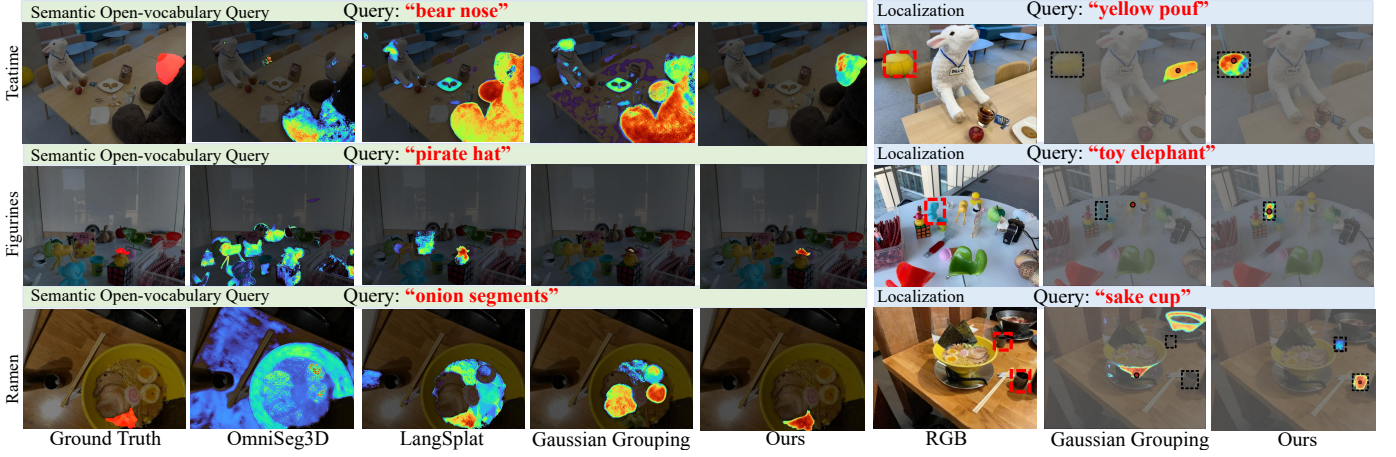 Semantic Open-vocabulary Query Query: “bear nose” Localization Query: “yellow pouf”
Teatime
Semantic Open-vocabulary Query Query: “pirate hat” Localization Query: “toy elephant”
Figurines
Semantic Open-vocabulary Query Query: “onion segments” Localization Query: “sake cup”
Ramen
Ground Truth OmniSeg3D LangSplat Gaussian Grouping Ours RGB Gaussian Grouping Ours